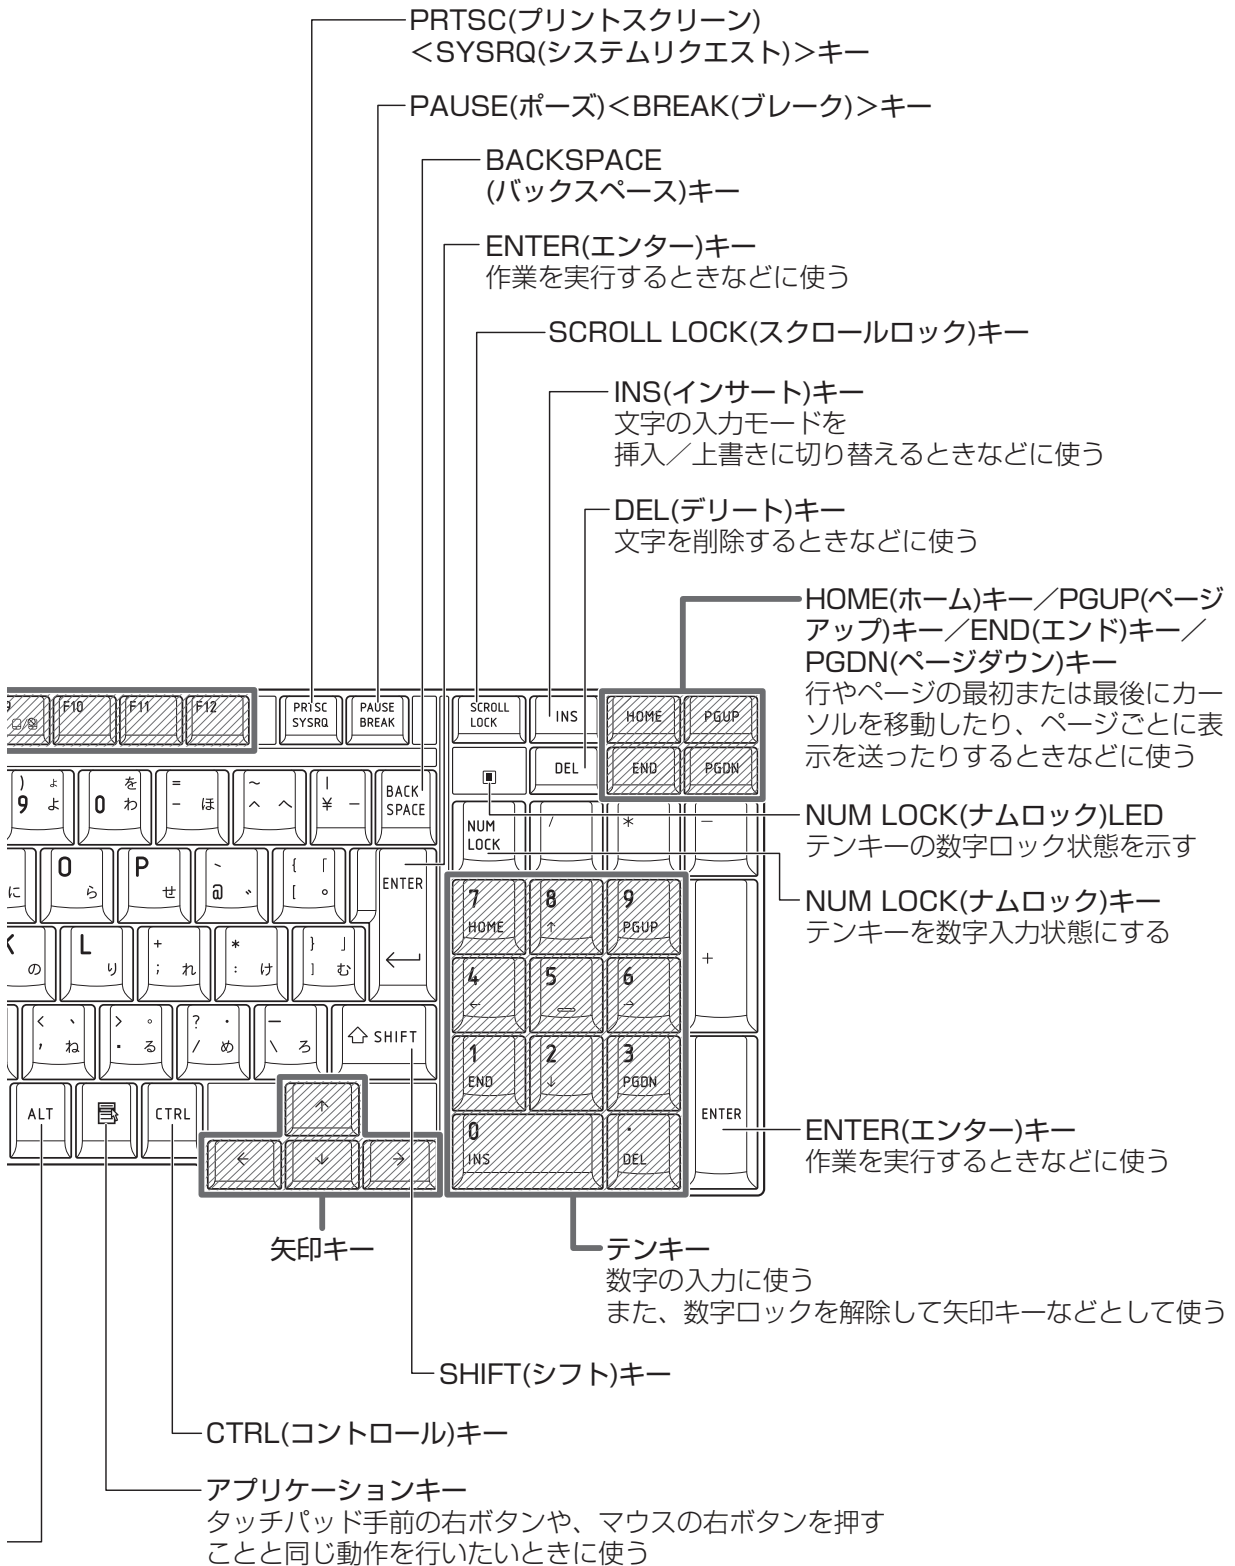 PRTSC(プリントスクリーン)
<SYSRQ(システムリクエスト)>キー
PAUSE(ポーズ)<BREAK(ブレーク)>キー
BACKSPACE
(バックスペース)キー
ENTER(エンター)キー
作業を実行するときなどに使う
SCROLL LOCK(スクロールロック)キー
INS(インサート)キー
文字の入力モードを
挿入/上書きに切り替えるときなどに使う
DEL(デリート)キー
文字を削除するときなどに使う
HOME(ホーム)キー/PGUP(ページ
アップ)キー/END(エンド)キー/
PGDN(ページダウン)キー
行やページの最初または最後にカー
ソルを移動したり、ページごとに表
示を送ったりするときなどに使う
NUM LOCK(ナムロック)LED
テンキーの数字ロック状態を示す
NUM LOCK(ナムロック)キー
テンキーを数字入力状態にする
ENTER(エンター)キー
作業を実行するときなどに使う
F10 F11 F12 PRTSC PAUSE SCROLL
SYSRQ BREAK LOCK INS HOME PGUP
DEL END PGDN
) ょ を = ~ | BACK
9 よ 0 わ - ほ ^ へ ¥ ー SPACE
NUM / * -
LOCK
O P ` { 「 ENTER
に ら せ @ ゛ [ ゜
7 8 9
HOME ↑ PGUP
K L + * } 」
の り ; れ : け ] む ←
4 5 6 +
← →
< 、 > 。 ? ・ _ ⇧ SHIFT
, ね . る / め \ ろ
1 2 3
END ↓ PGDN
ALT CTRL ↑ ENTER
← ↓ →
0 .
INS DEL
矢印キー
テンキー
数字の入力に使う
また、数字ロックを解除して矢印キーなどとして使う
SHIFT(シフト)キー
CTRL(コントロール)キー
アプリケーションキー
タッチパッド手前の右ボタンや、マウスの右ボタンを押す
ことと同じ動作を行いたいときに使う